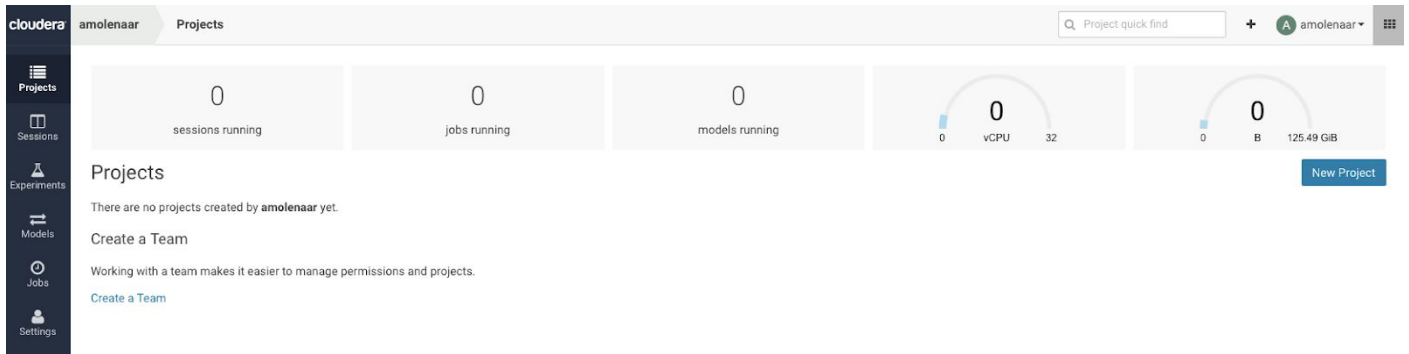 cloudera
amolenaar Projects
Project quick find
A amolenaar
Projects
Sessions
Experiments
Models
Jobs
Settings
0
sessions running
0
jobs running
0
models running
0
0 vCPU 32
0
0 B 125.49 GiB
Projects
New Project
There are no projects created by amolenaar yet.
Create a Team
Working with a team makes it easier to manage permissions and projects.
Create a Team